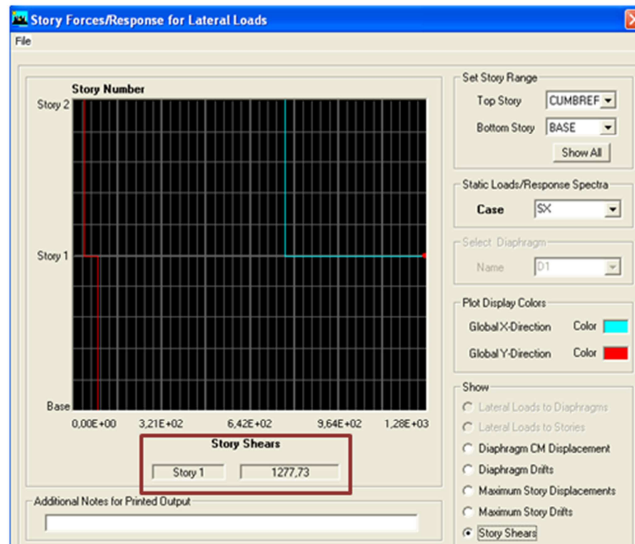 Story Forces/Response for Lateral Loads
File
Story Number
Story 2
Story 1
Base
0,00E+00 3,21E+02 6,42E+02 9,64E+02 1,28E+03
Story Shears
Story 1 1277,73
Additional Notes for Printed Output
Set Story Range
Top Story CUMBREF
Bottom Story BASE
Show All
Static Loads/Response Spectra
Case SX
Select Diaphragm
Name D1
Plot Display Colors
Global X-Direction Color
Global Y-Direction Color
Show
Lateral Loads to Diaphragms
Lateral Loads to Stories
Diaphragm CM Displacement
Diaphragm Drifts
Maximum Story Displacements
Maximum Story Drifts
Story Shears